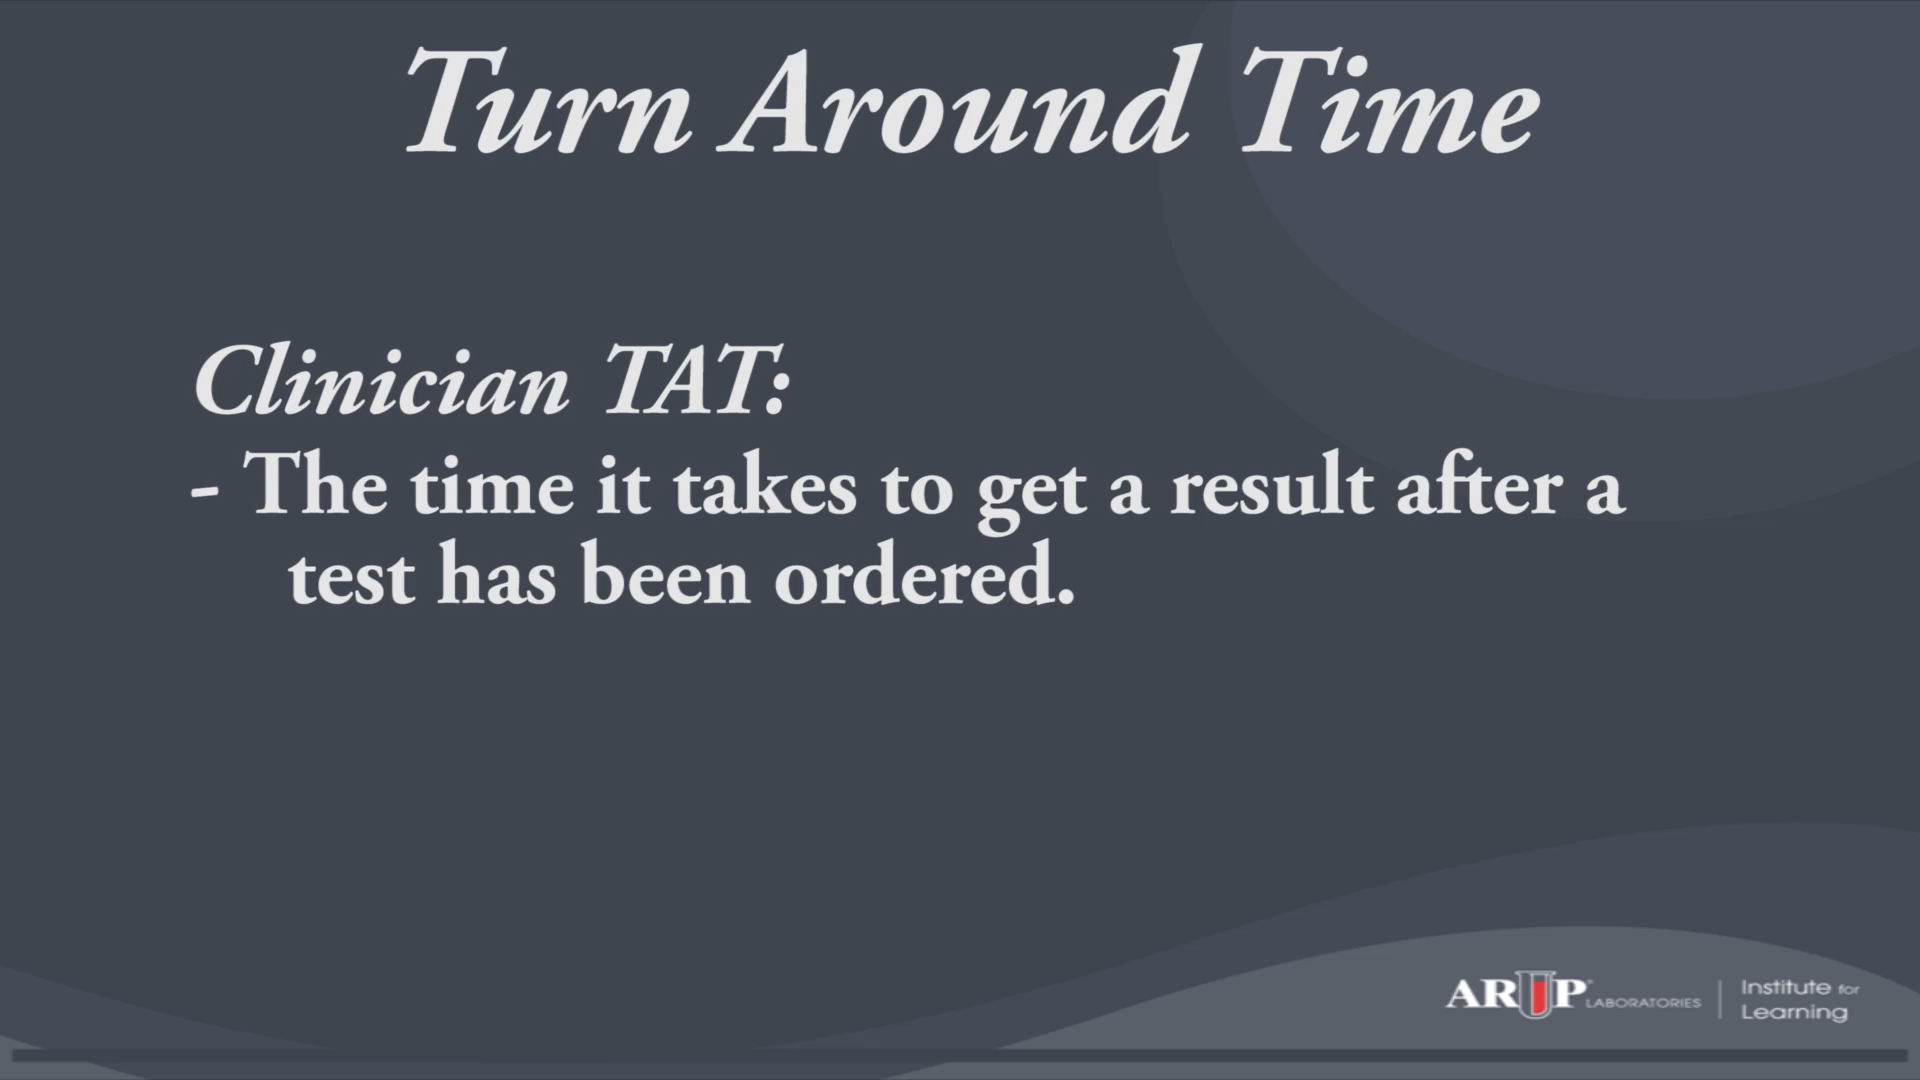 Turn Around Time
Clinician TAT:
- The time it takes to get a result after a
test has been ordered.
ARUP LABORATORIES
Institute for
Learning